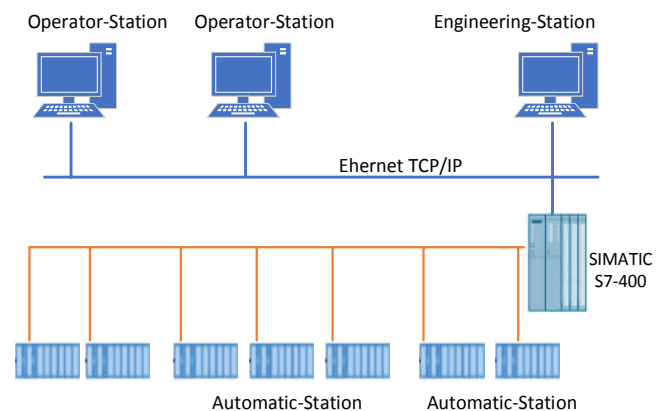 Operator-Station
Operator-Station
Engineering-Station
Ehernet TCP/IP
SIMATIC
S7-400
Automatic-Station
Automatic-Station